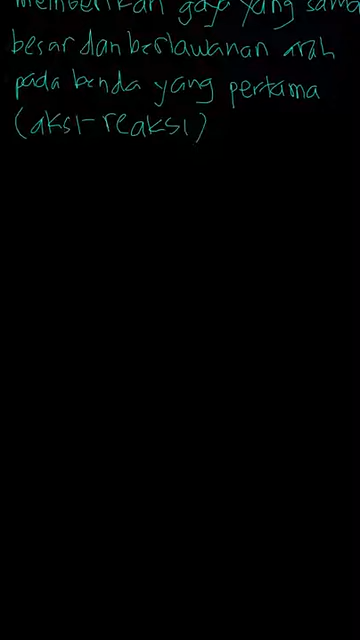 memberikan gaya yang sama
besar dan berlawanan arah
pada benda yang pertama
(aksi-reaksi)